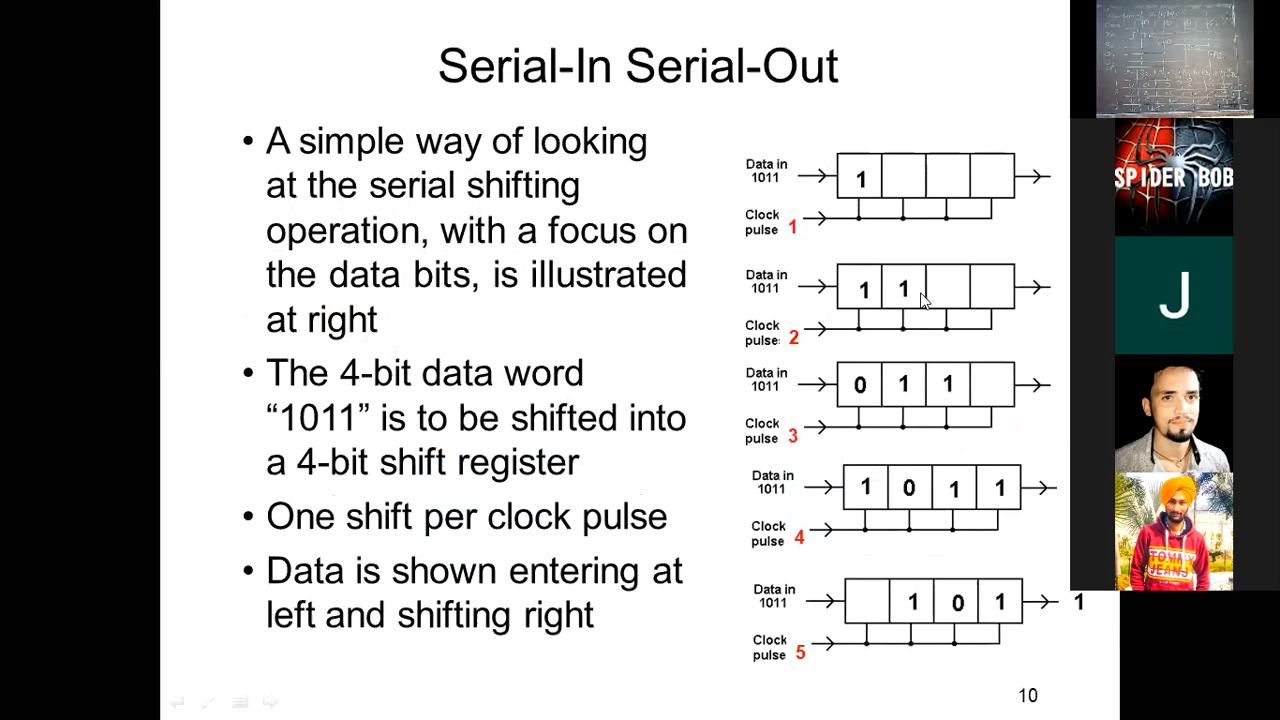 Serial-In Serial-Out
• A simple way of looking
at the serial shifting
operation, with a focus on
the data bits, is illustrated
at right
• The 4-bit data word
“1011” is to be shifted into
a 4-bit shift register
• One shift per clock pulse
• Data is shown entering at
left and shifting right
Data in
1011
1
Clock
pulse 1
Data in
1011
1 1
Clock
pulse: 2
Data in
1011
0 1 1
Clock
pulse 3
Data in
1011
1 0 1 1
Clock
pulse 4
Data in
1011
1 0 1 1
Clock
pulse 5
10
SPIDER BOB
J
TOMMY
JEANS